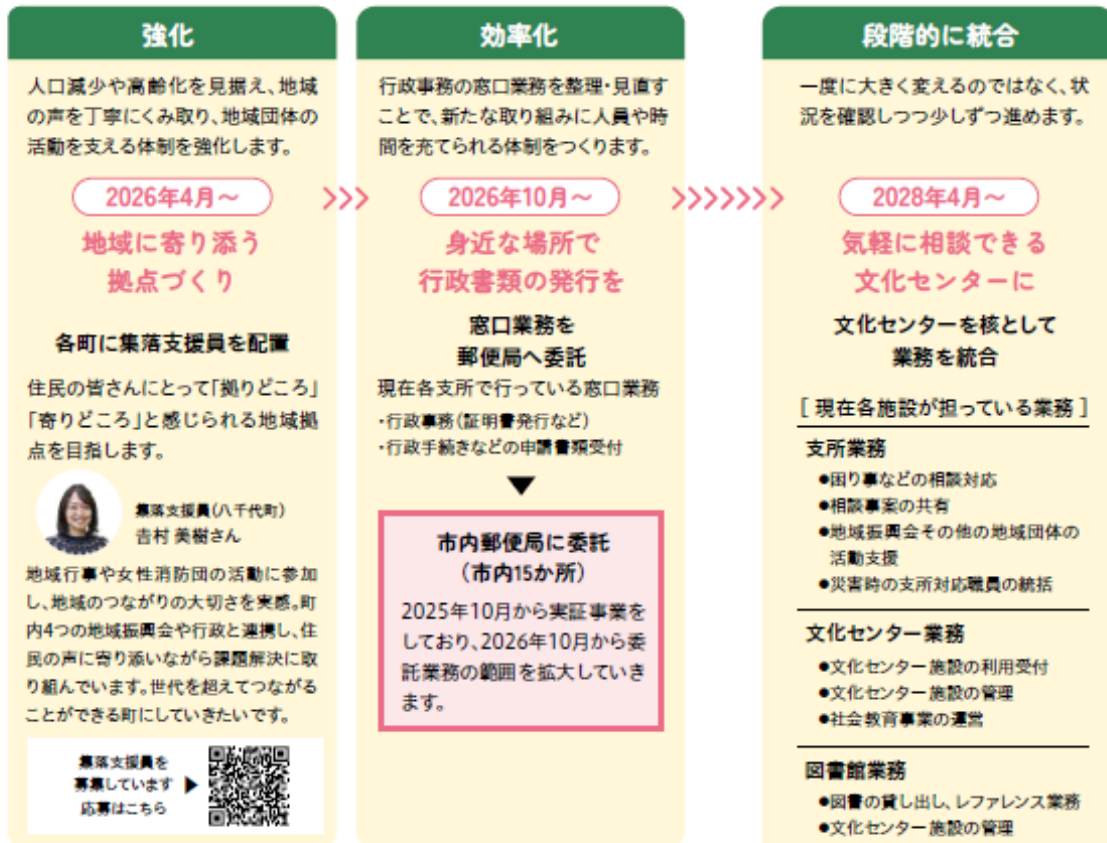 強化
人口減少や高齢化を見据え、地域
の声を丁寧にくみ取り、地域団体の
活動を支える体制を強化します。
2026年4月〜
地域に寄り添う
拠点づくり
各町に集落支援員を配置
住民の皆さんにとって「拠りどころ」
「寄りどころ」と感じられる地域拠
点を目指します。
集落支援員(八千代町)
吉村 美樹さん
地域行事や女性消防団の活動に参加
し、地域のつながりの大切さを実感。町
内4つの地域振興会や行政と連携し、住
民の声に寄り添いながら課題解決に取
り組んでいます。世代を超えてつながる
ことができる町にしていきたいです。
集落支援員を
募集しています ▶
応募はこちら
効率化
行政事務の窓口業務を整理・見直す
ことで、新たな取り組みに人員や時
間を充てられる体制をつくります。
2026年10月〜
身近な場所で
行政書類の発行を
窓口業務を
郵便局へ委託
現在各支所で行っている窓口業務
・行政事務(証明書発行など)
・行政手続きなどの申請書類受付
▼
市内郵便局に委託
(市内15か所)
2025年10月から実証事業を
しており、2026年10月から委
託業務の範囲を拡大していき
ます。
段階的に統合
一度に大きく変えるのではなく、状
況を確認しつつ少しずつ進めます。
2028年4月〜
気軽に相談できる
文化センターに
文化センターを核として
業務を統合
[ 現在各施設が担っている業務 ]
支所業務
●困り事などの相談対応
●相談事案の共有
●地域振興会その他の地域団体の
活動支援
●災害時の支所対応職員の統括
文化センター業務
●文化センター施設の利用受付
●文化センター施設の管理
●社会教育事業の運営
図書館業務
●図書の貸し出し、レファレンス業務
●文化センター施設の管理